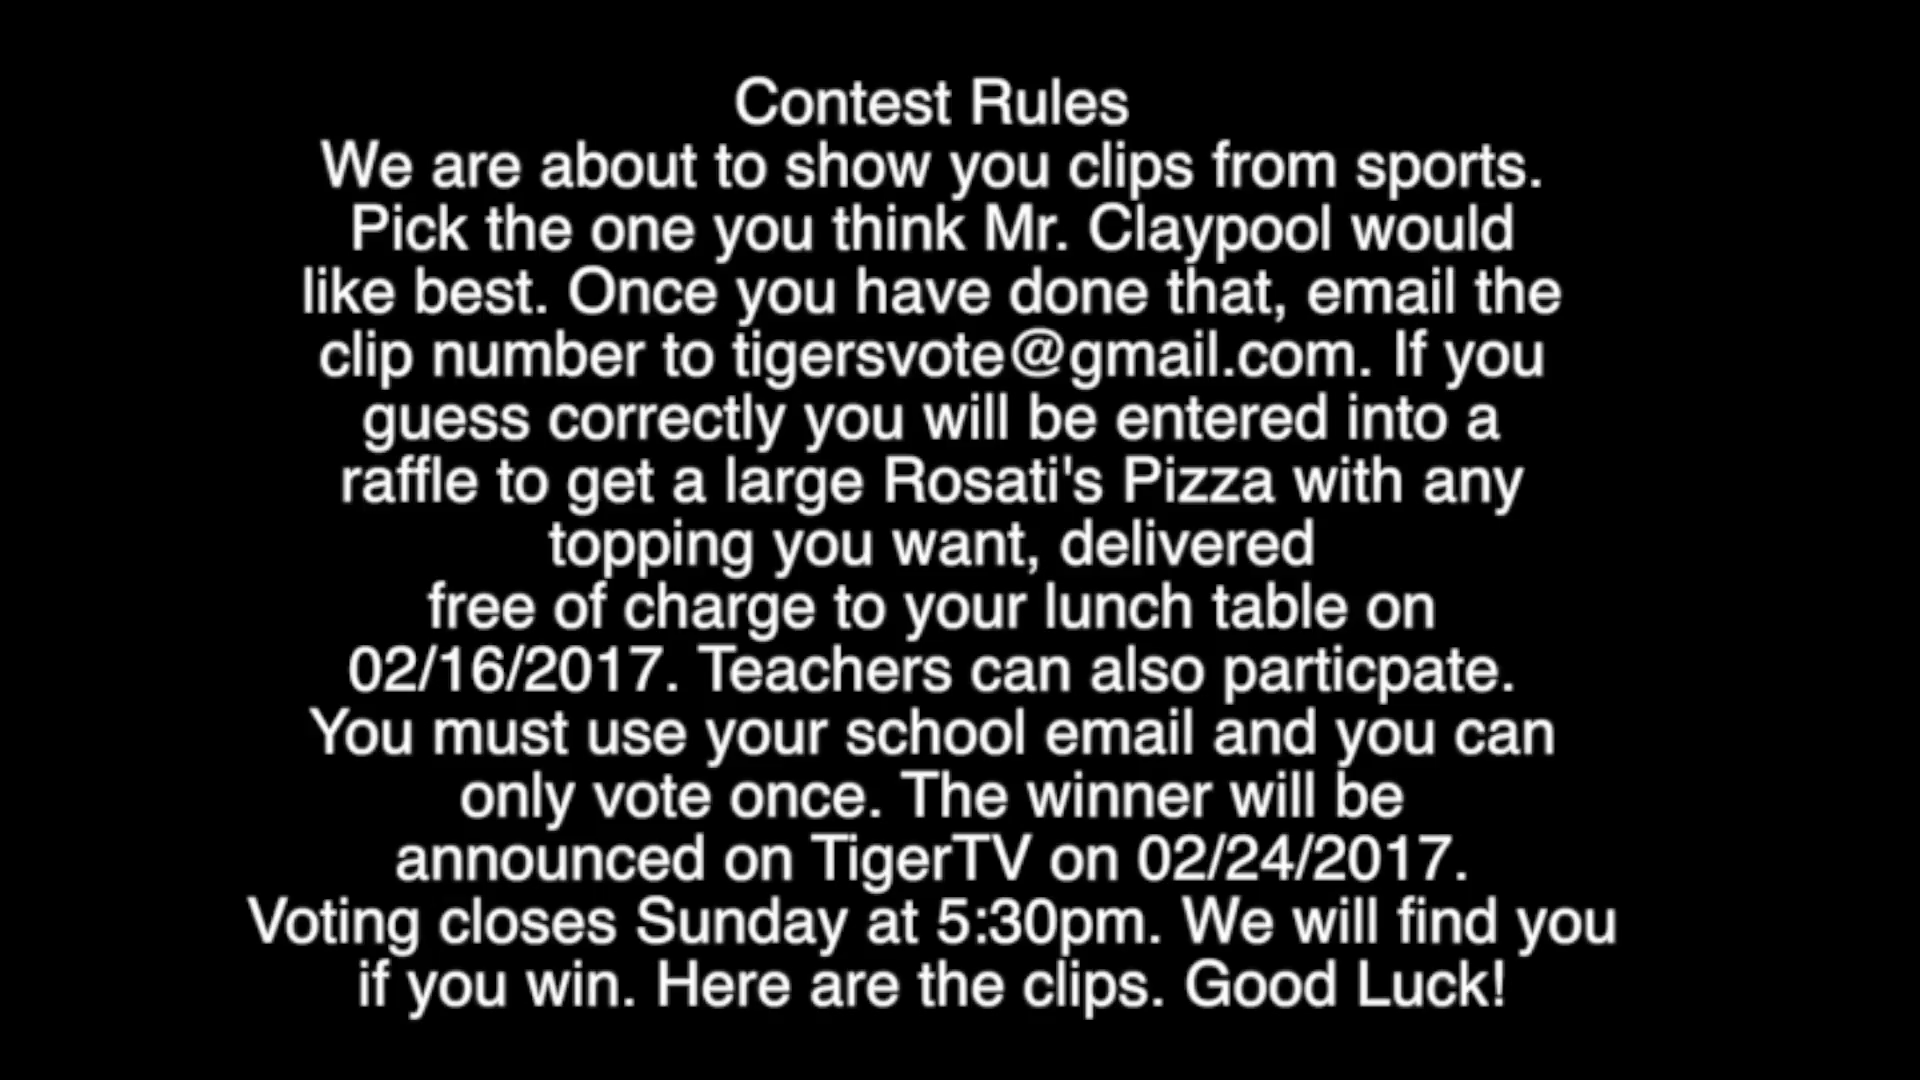 Contest Rules
We are about to show you clips from sports.
Pick the one you think Mr. Claypool would
like best. Once you have done that, email the
clip number to tigersvote@gmail.com. If you
guess correctly you will be entered into a
raffle to get a large Rosati's Pizza with any
topping you want, delivered
free of charge to your lunch table on
02/16/2017. Teachers can also particpate.
You must use your school email and you can
only vote once. The winner will be
announced on TigerTV on 02/24/2017.
Voting closes Sunday at 5:30pm. We will find you
if you win. Here are the clips. Good Luck!